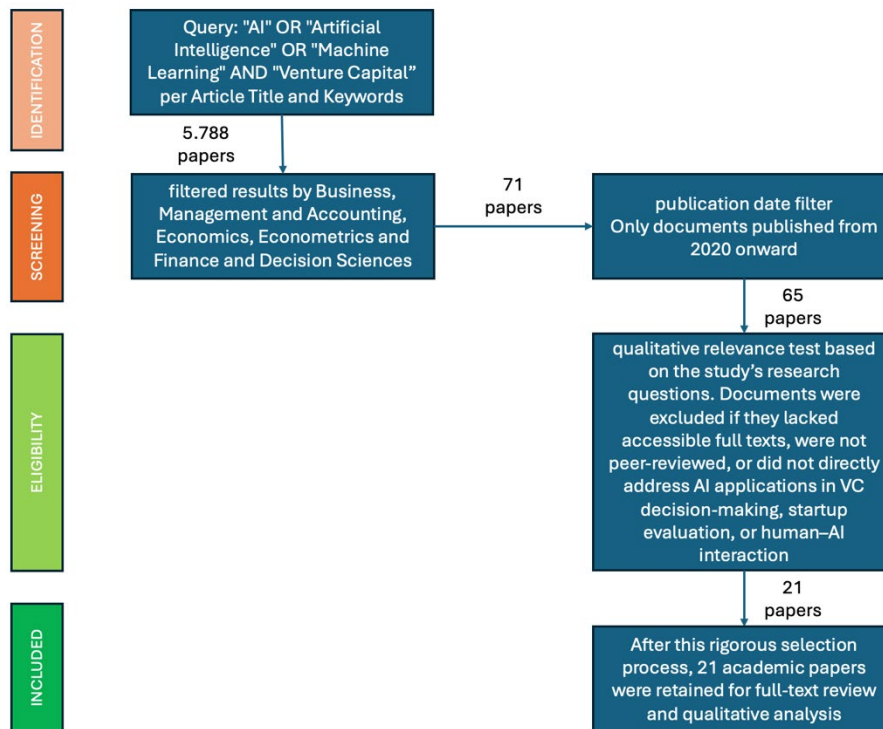 IDENTIFICATION
Query: "AI" OR "Artificial
Intelligence" OR "Machine
Learning" AND "Venture Capital”
per Article Title and Keywords
5.788
papers
SCREENING
filtered results by Business,
Management and Accounting,
Economics, Econometrics and
Finance and Decision Sciences
71
papers
publication date filter
Only documents published from
2020 onward
65
papers
ELIGIBILITY
qualitative relevance test based
on the study’s research
questions. Documents were
excluded if they lacked
accessible full texts, were not
peer-reviewed, or did not directly
address AI applications in VC
decision-making, startup
evaluation, or human–AI
interaction
21
papers
INCLUDED
After this rigorous selection
process, 21 academic papers
were retained for full-text review
and qualitative analysis